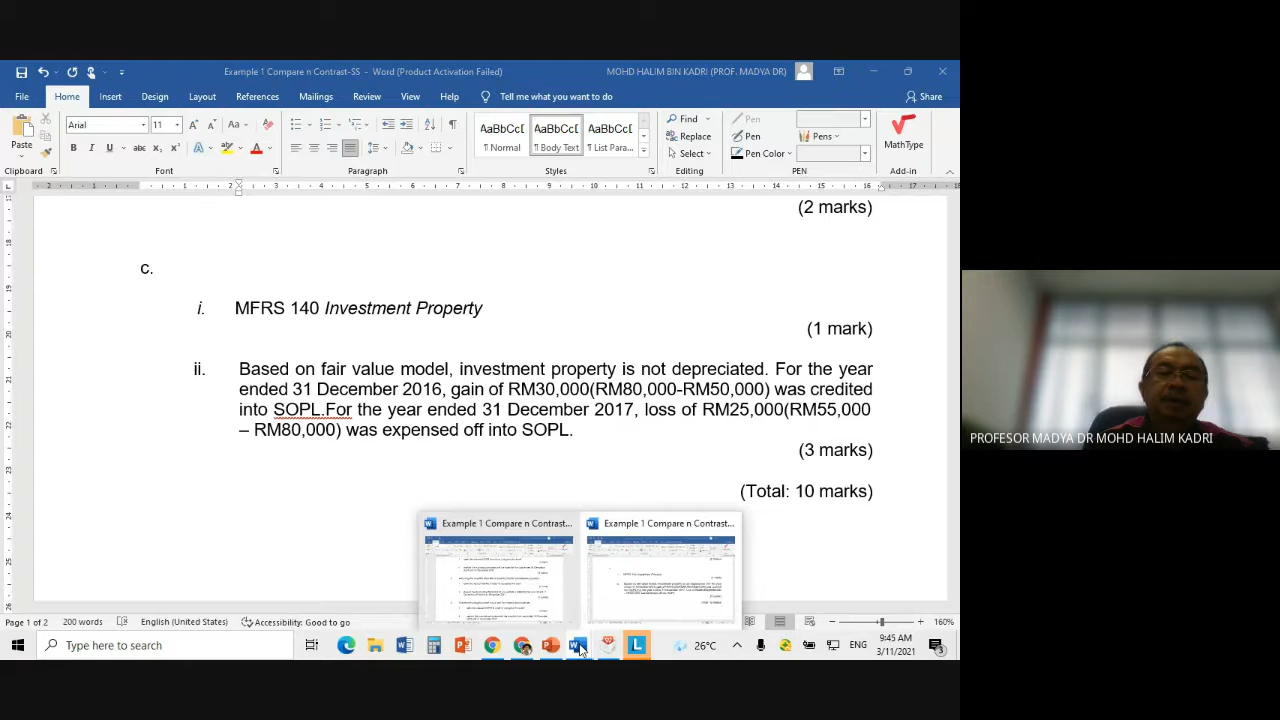 Example 1 Compare n Contrast-SS - Word (Product Activation Failed)
MOHD HALIM BIN KADRI (PROF. MADYA DR)
File Home Insert Design Layout References Mailings Review View Help Tell me what you want to do Share
Paste
Arial 11
Find
Replace
Select
AaBbCcD AaBbCcD AaBbCcD
¶ Normal ¶ Body Text ¶ List Para...
Pen
Pen
Pen Color
Pens
MathType
Clipboard Font Paragraph Styles Editing PEN Add-in
(2 marks)
c.
i. MFRS 140 Investment Property
(1 mark)
ii. Based on fair value model, investment property is not depreciated. For the year
ended 31 December 2016, gain of RM30,000(RM80,000-RM50,000) was credited
into SOPL.For the year ended 31 December 2017, loss of RM25,000(RM55,000
– RM80,000) was expensed off into SOPL.
(3 marks)
(Total: 10 marks)
Example 1 Compare n Contrast... Example 1 Compare n Contrast...
Page 1 of 2 200 words English (United States) Accessibility: Good to go 160%
Type here to search
26°C ENG
9:45 AM
3/11/2021
PROFESOR MADYA DR MOHD HALIM KADRI